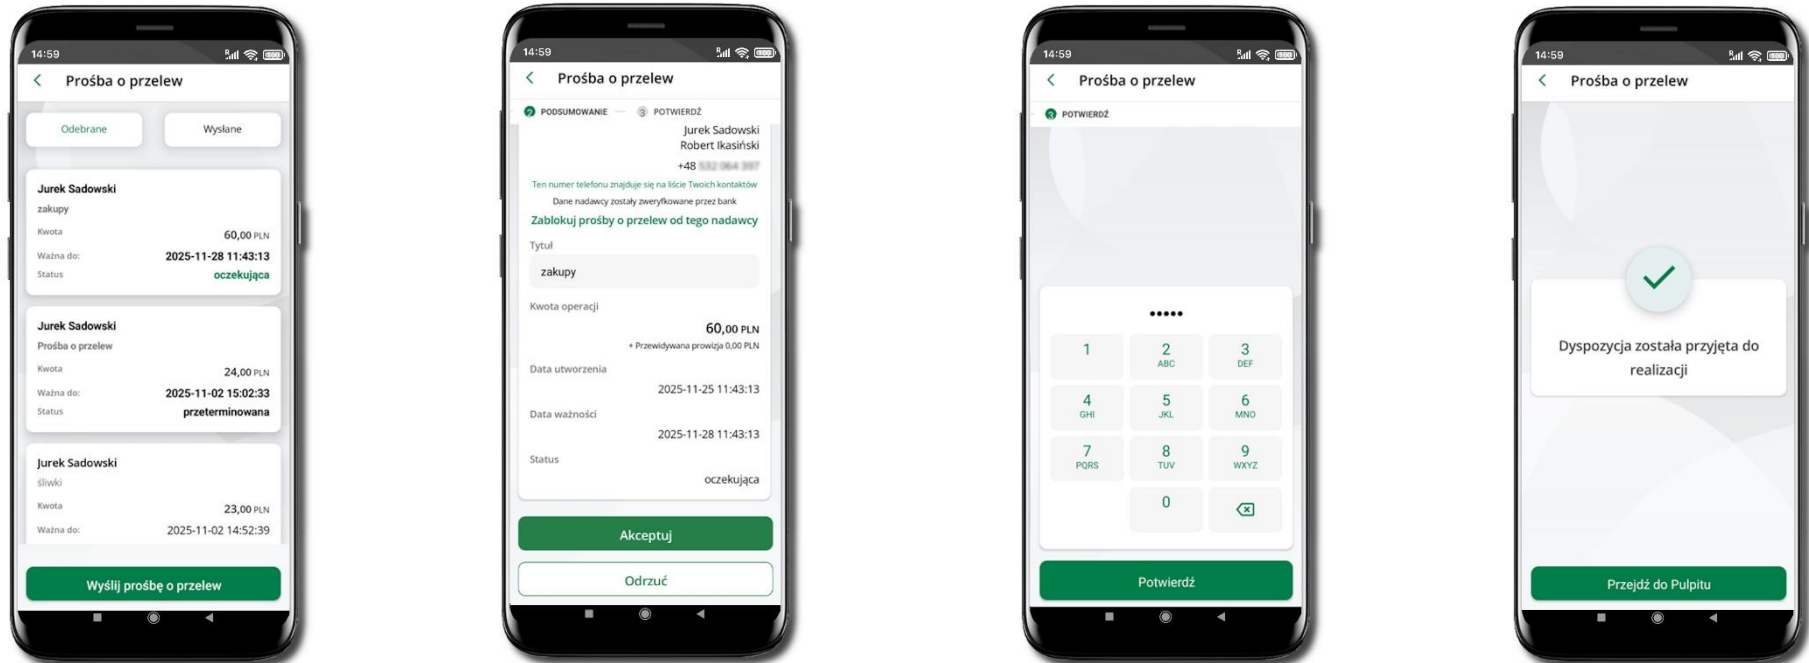 14:59
Prośba o przelew
Odebrane Wysłane
Jurek Sadowski
zakupy
Kwota 60,00 PLN
Ważna do: 2025-11-28 11:43:13
Status oczekująca
Jurek Sadowski
Prośba o przelew
Kwota 24,00 PLN
Ważna do: 2025-11-02 15:02:33
Status przeterminowana
Jurek Sadowski
śliwki
Kwota 23,00 PLN
Ważna do: 2025-11-02 14:52:39
Wyślij prośbę o przelew
14:59
Prośba o przelew
2 PODSUMOWANIE 3 POTWIERDŹ
Jurek Sadowski
Robert Ikasiński
+48
Ten numer telefonu znajduje się na liście Twoich kontaktów
Dane nadawcy zostały zweryfkowane przez bank
Zablokuj prośby o przelew od tego nadawcy
Tytuł
zakupy
Kwota operacji
60,00 PLN
+ Przewidywana prowizja 0,00 PLN
Data utworzenia
2025-11-25 11:43:13
Data ważności
2025-11-28 11:43:13
Status
oczekująca
Akceptuj
Odrzuć
14:59
Prośba o przelew
3 POTWIERDŹ
•••••
1 2 3
ABC DEF
4 5 6
GHI JKL MNO
7 8 9
PQRS TUV WXYZ
0
Potwierdź
14:59
Prośba o przelew
Dyspozycja została przyjęta do
realizacji
Przejdź do Pulpitu